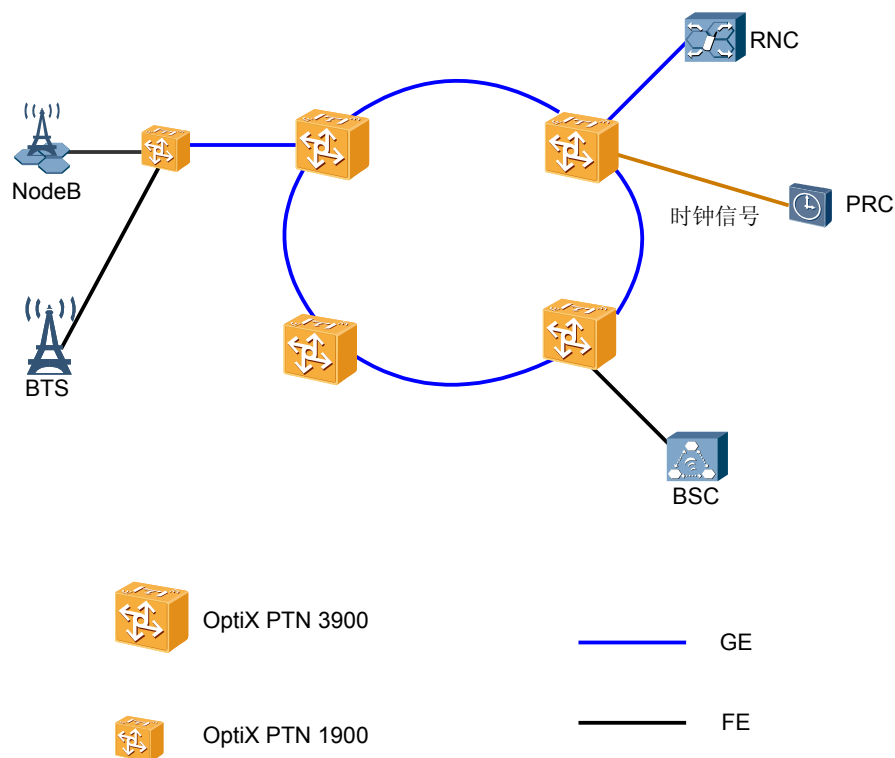 RNC
NodeB
PRC
时钟信号
BTS
BSC
OptiX PTN 3900
GE
OptiX PTN 1900
FE